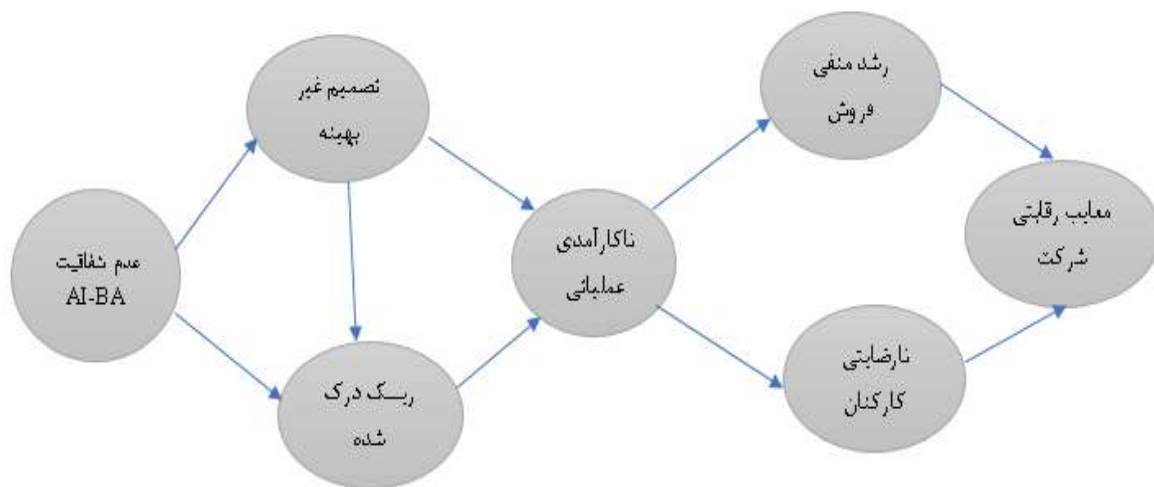 عدم شفاقیت
AI-BA
تصمیم غیر
بهینه
ریسک درک
شده
ناکارآمدی
عملیاتی
رشد منفی
فروش
نارضایتی
کارکنان
معایب رقابتی
شرکت